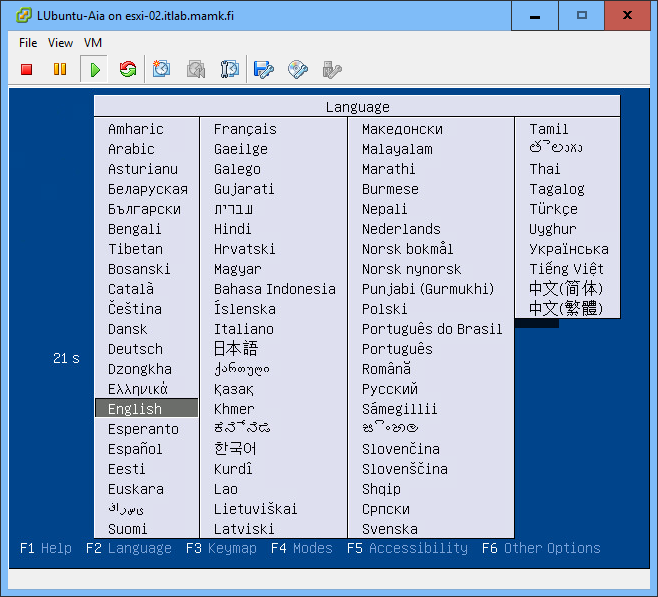 LUbuntu-Aia on esxi-02.itlab.mamk.fi
File View VM
Language
Amharic
Arabic
Asturianu
Беларуская
Български
Bengali
Tibetan
Bosanski
Català
Čeština
Dansk
Deutsch
Dzongkha
Ελληνικά
English
Esperanto
Español
Eesti
Euskara
Suomi
Français
Gaeilge
Galego
Gujarati
עברית
Hindi
Hrvatski
Magyar
Bahasa Indonesia
Íslenska
Italiano
日本語
ქართული
Қазақ
Khmer
ಕನ್ನಡ
한국어
Kurdî
Lao
Lietuviškai
Latviski
Македонски
Malayalam
Marathi
Burmese
Nepali
Nederlands
Norsk bokmål
Norsk nynorsk
Punjabi (Gurmukhi)
Polski
Português do Brasil
Português
Română
Русский
Sámegillii
සිංහල
Slovenčina
Slovenščina
Shqip
Српски
Svenska
Tamil
తెలుగు
Thai
Tagalog
Türkçe
Uyghur
Українська
Tiếng Việt
中文(简体)
中文(繁體)
21 s
F1 Help F2 Language F3 Keymap F4 Modes F5 Accessibility F6 Other Options